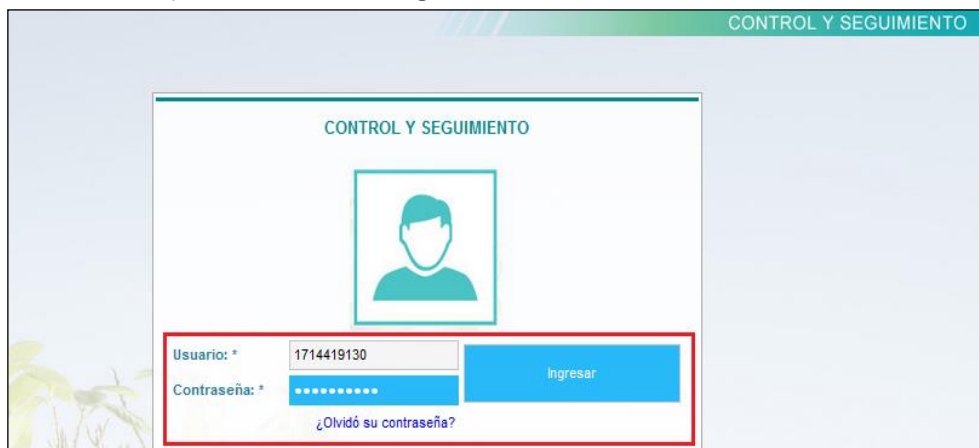 CONTROL Y SEGUIMIENTO
CONTROL Y SEGUIMIENTO
Usuario: * 1714419130
Ingresar
Contraseña: * ••••••••••
¿Olvidó su contraseña?